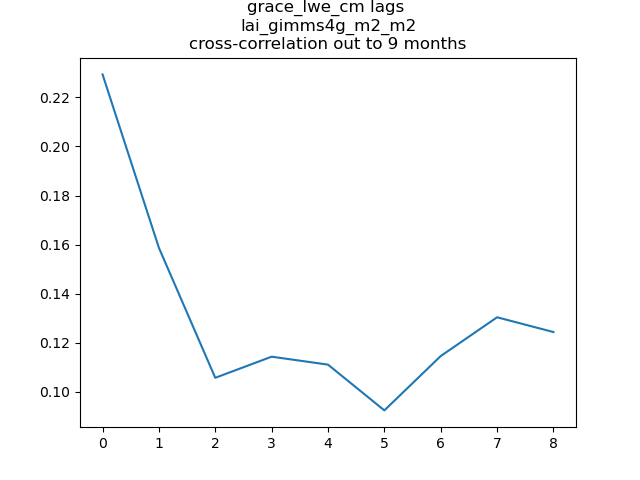 grace_lwe_cm lags
lai_gimms4g_m2_m2
cross-correlation out to 9 months
0.22
0.20
0.18
0.16
0.14
0.12
0.10
0 1 2 3 4 5 6 7 8